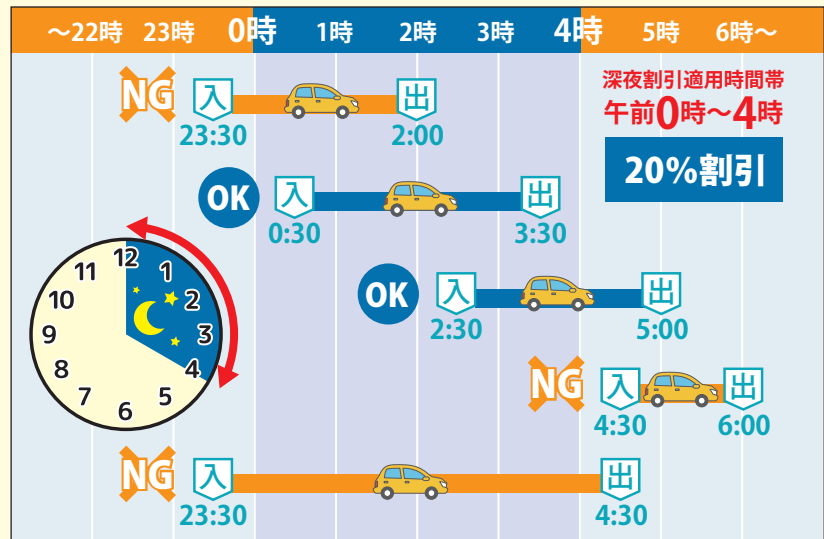 ～22時 23時 0時 1時 2時 3時 4時 5時 6時～
深夜割引適用時間帯
午前0時～4時
20%割引
NG 入 出
23:30 2:00
OK 入 出
0:30 3:30
OK 入 出
2:30 5:00
NG 入 出
4:30 6:00
NG 入 出
23:30 4:30
12
11 1
10 2
9 3
8 4
7 5
6